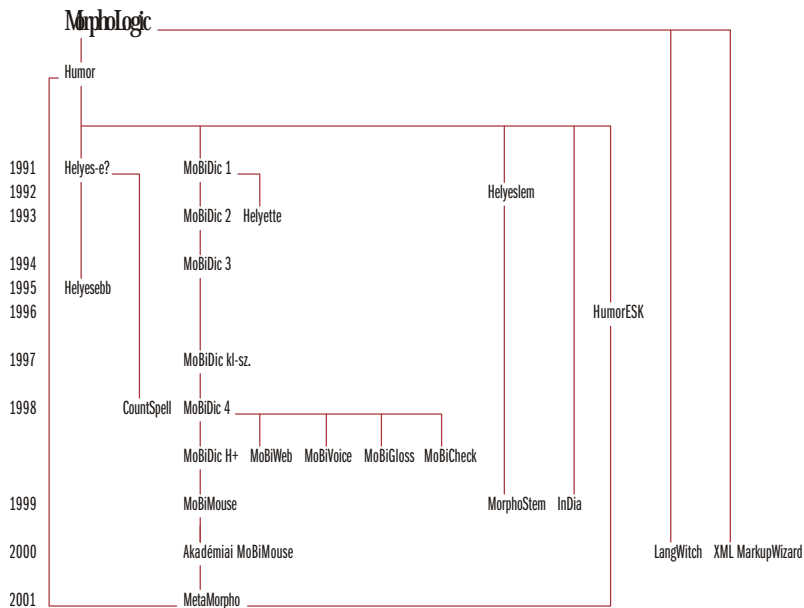 MorphoLogic
Humor
1991 Helyes-e? MoBiDic 1
1992 Helyeslem
1993 MoBiDic 2 Helyette
1994 MoBiDic 3
1995 Helyesebb
1996 HumorESK
1997 MoBiDic kl-sz.
1998 CountSpell MoBiDic 4
MoBiDic H+ MoBiWeb MoBiVoice MoBiGloss MoBiCheck
1999 MoBiMouse MorphoStem InDia
2000 Akadémiai MoBiMouse LangWitch XML MarkupWizard
2001 MetaMorpho